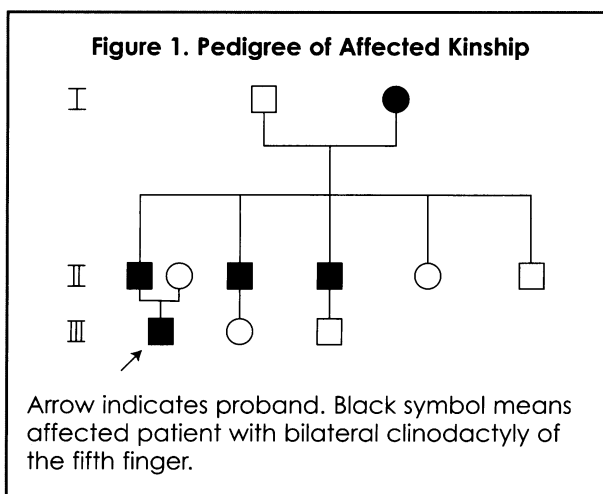 Figure 1. Pedigree of Affected Kinship
I
II
III
Arrow indicates proband. Black symbol means
affected patient with bilateral clinodactyly of
the fifth finger.